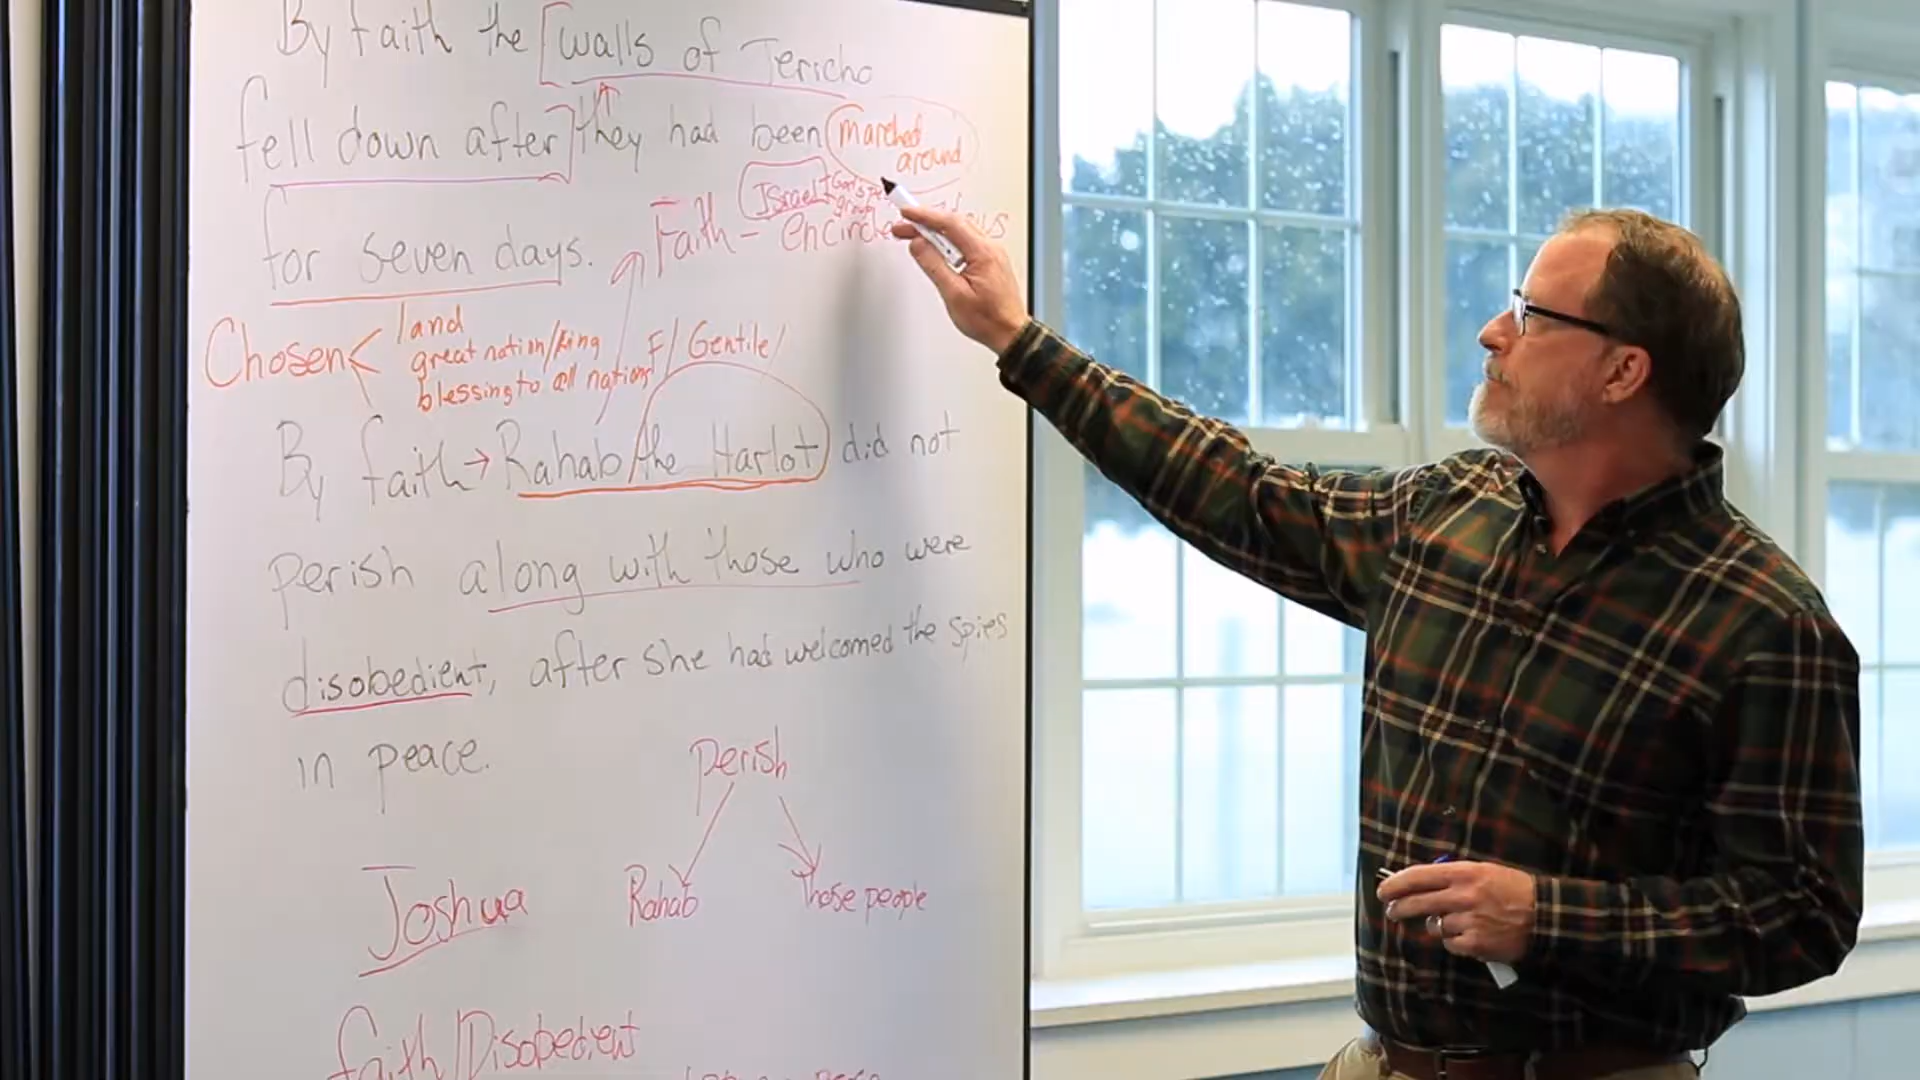 By faith the [walls of Jericho
fell down after] they had been marched
around
Israel
Faith - encircle
for seven days.
Chosen < land
great nation/king
blessing to all nations
F/ Gentile/
By faith → Rahab/the Harlot did not
perish along with those who were
disobedient, after she had welcomed the spies
in peace.
perish
Rahab
Those people
Joshua
faith/Disobedient